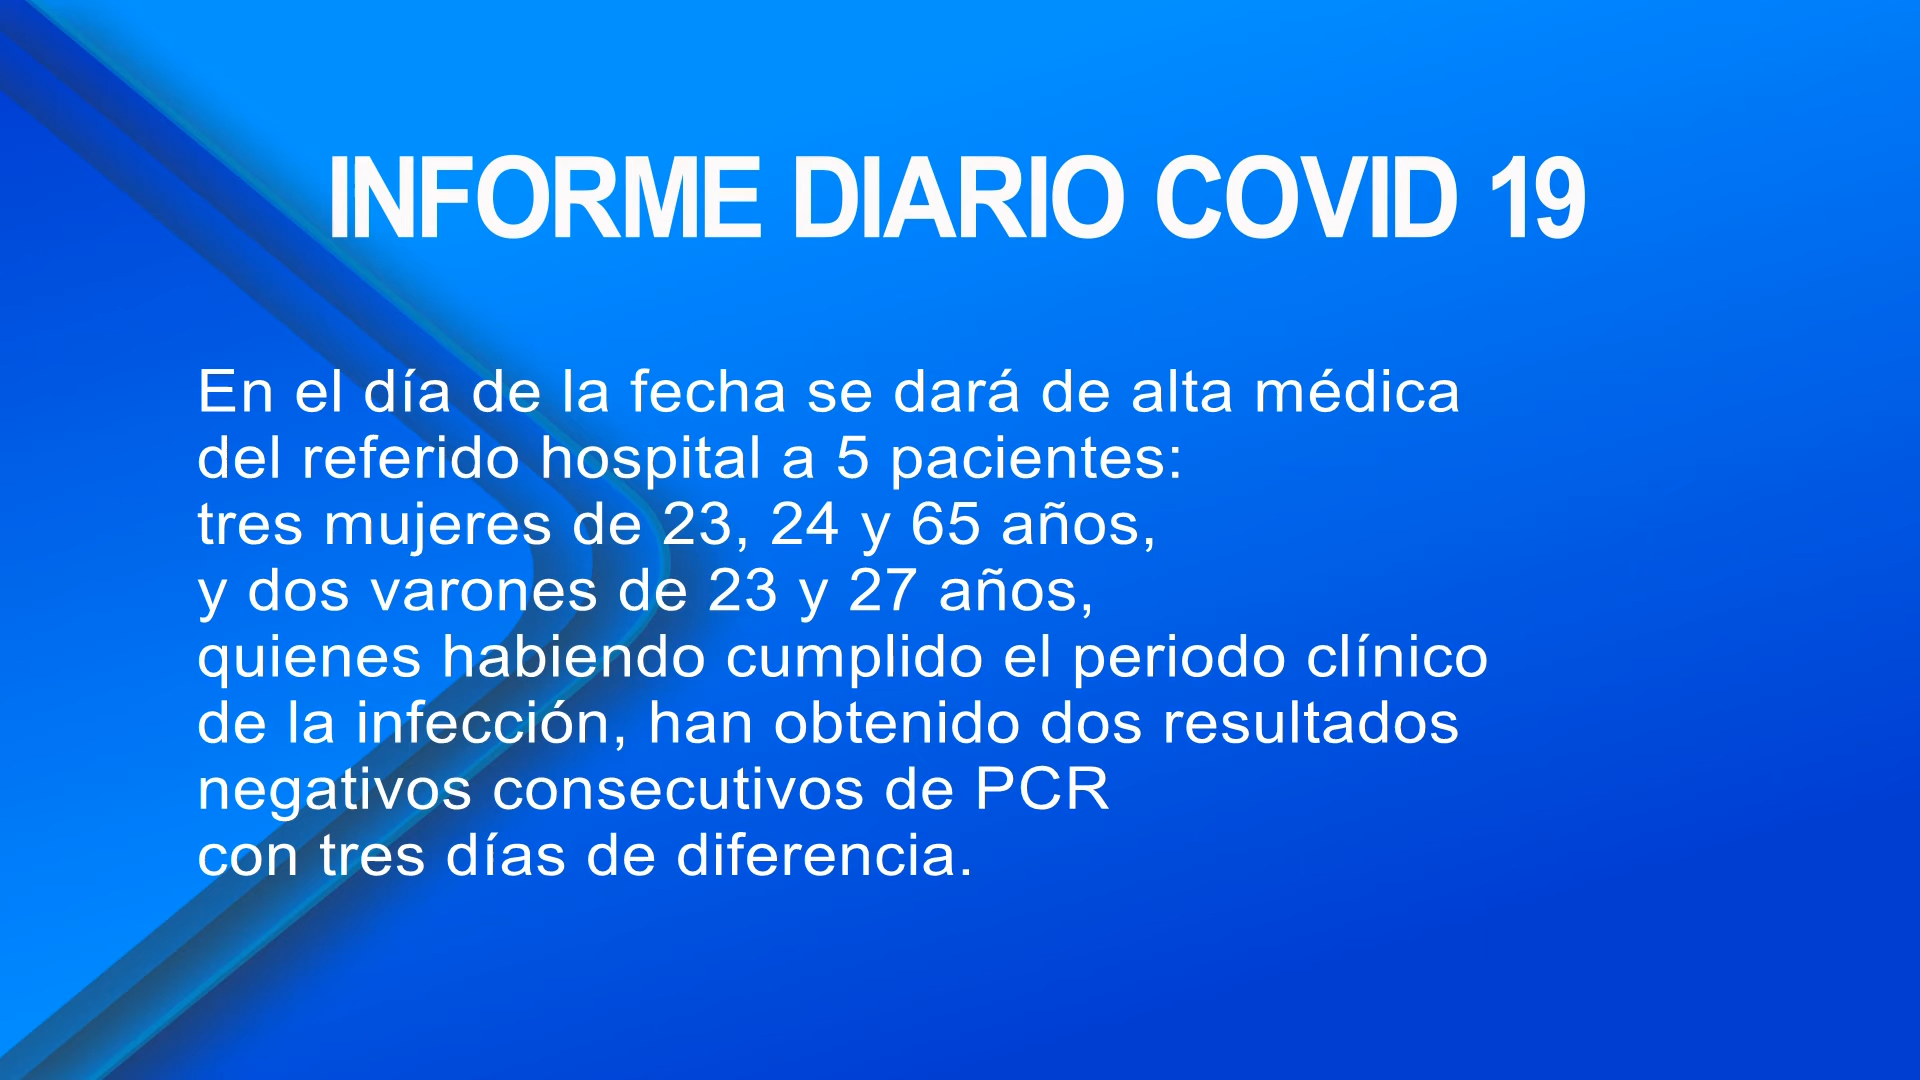 INFORME DIARIO COVID 19
En el día de la fecha se dará de alta médica
del referido hospital a 5 pacientes:
tres mujeres de 23, 24 y 65 años,
y dos varones de 23 y 27 años,
quienes habiendo cumplido el periodo clínico
de la infección, han obtenido dos resultados
negativos consecutivos de PCR
con tres días de diferencia.